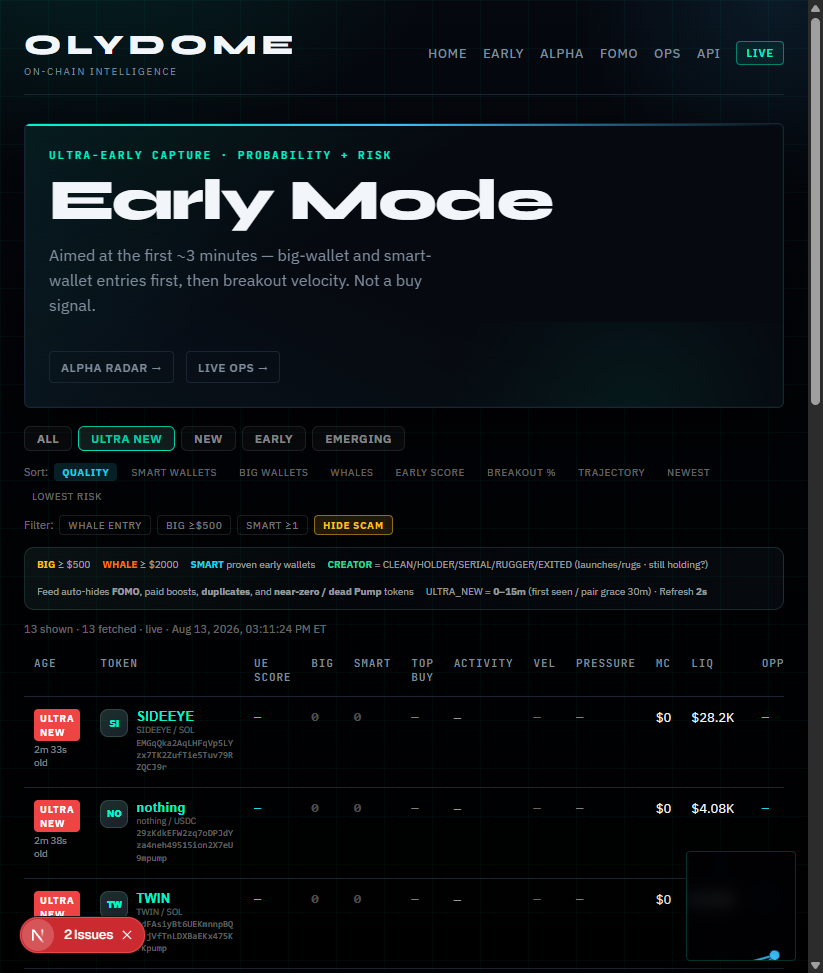 OLYDOME
ON-CHAIN INTELLIGENCE
HOME EARLY ALPHA FOMO OPS API LIVE
ULTRA-EARLY CAPTURE · PROBABILITY + RISK
Early Mode
Aimed at the first ~3 minutes — big-wallet and smart-
wallet entries first, then breakout velocity. Not a buy
signal.
ALPHA RADAR → LIVE OPS →
ALL ULTRA NEW NEW EARLY EMERGING
Sort: QUALITY SMART WALLETS BIG WALLETS WHALES EARLY SCORE BREAKOUT % TRAJECTORY NEWEST
LOWEST RISK
Filter: WHALE ENTRY BIG ≥$500 SMART ≥1 HIDE SCAM
BIG ≥ $500 WHALE ≥ $2000 SMART proven early wallets CREATOR = CLEAN/HOLDER/SERIAL/RUGGER/EXITED (launches/rugs · still holding?)
Feed auto-hides FOMO, paid boosts, duplicates, and near-zero / dead Pump tokens ULTRA_NEW = 0–15m (first seen / pair grace 30m) · Refresh 2s
13 shown · 13 fetched · live · Aug 13, 2026, 03:11:24 PM ET
AGE TOKEN UE SCORE BIG SMART TOP BUY ACTIVITY VEL PRESSURE MC LIQ OPP
ULTRA NEW
2m 33s old
SI
SIDEEYE
SIDEEYE / SOL
EMGqQka2AqLHFqVp5LY
zx7TK2ZufTie5Tuv79R
ZQCJ9r
— 0 0 — — — — $0 $28.2K —
ULTRA NEW
2m 38s old
NO
nothing
nothing / USDC
29zKdkEFW2zq7oDPJdY
za4neh49515ion2X7eU
9mpump
— 0 0 — — — — $0 $4.08K —
ULTRA NEW
TW
TWIN
TWIN / SOL
dFAsiyBt6UEKmnnpBQ
jVfTnLDXBaEKx475K
pump
— 0 0 — — — — $0
N 2 Issues ×